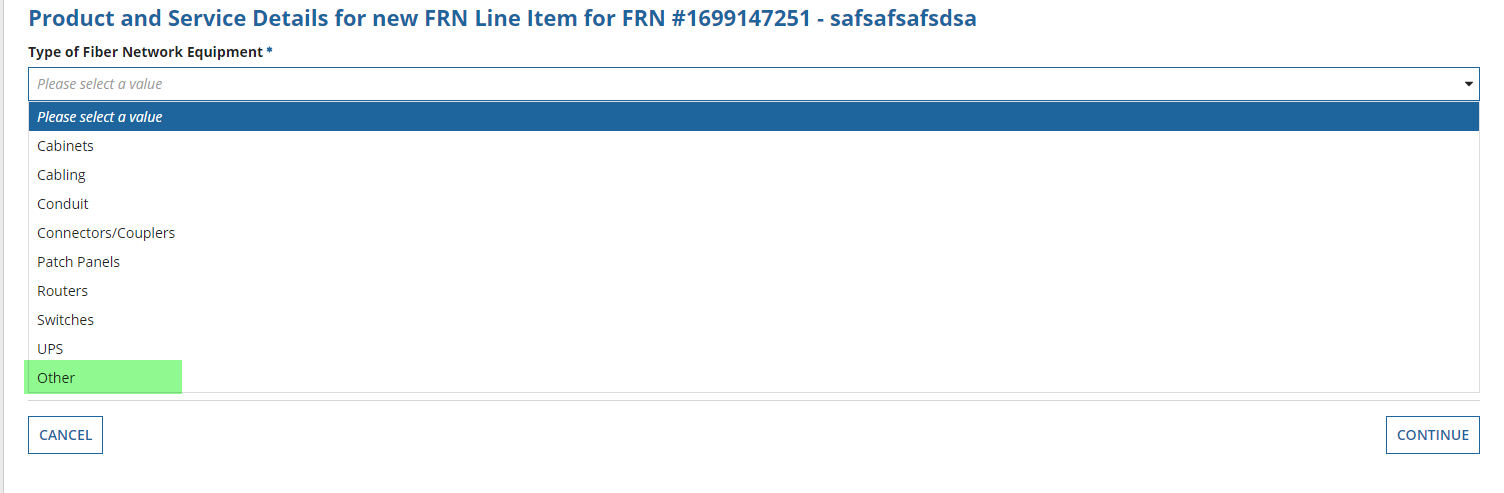 Product and Service Details for new FRN Line Item for FRN #1699147251 - safsafsafsdsa
Type of Fiber Network Equipment *
Please select a value
Please select a value
Cabinets
Cabling
Conduit
Connectors/Couplers
Patch Panels
Routers
Switches
UPS
Other
CANCEL
CONTINUE